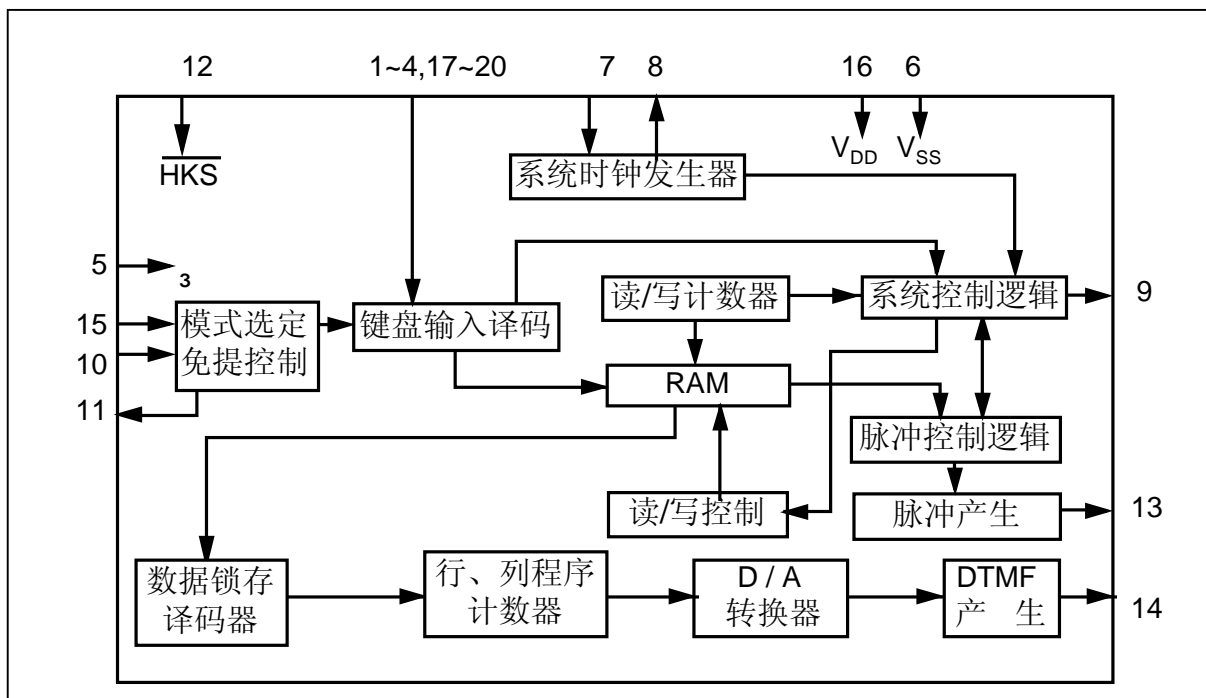 12 1~4,17~20 7 8 16 6
HKS
系统时钟发生器
VDD VSS
5
3
15
10
11
模式选定
免提控制
键盘输入译码
读/写计数器
系统控制逻辑
9
RAM
脉冲控制逻辑
读/写控制
脉冲产生
13
数据锁存
译码器
行、列程序
计数器
D / A
转换器
DTMF
产 生
14